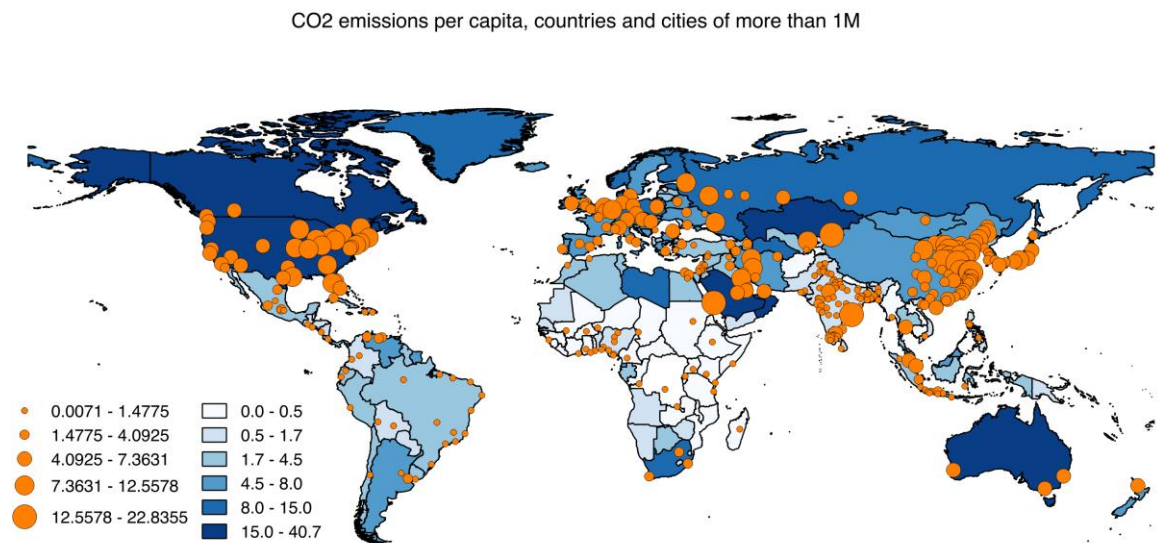 CO2 emissions per capita, countries and cities of more than 1M
0.0071 - 1.4775
1.4775 - 4.0925
4.0925 - 7.3631
7.3631 - 12.5578
12.5578 - 22.8355
0.0 - 0.5
0.5 - 1.7
1.7 - 4.5
4.5 - 8.0
8.0 - 15.0
15.0 - 40.7